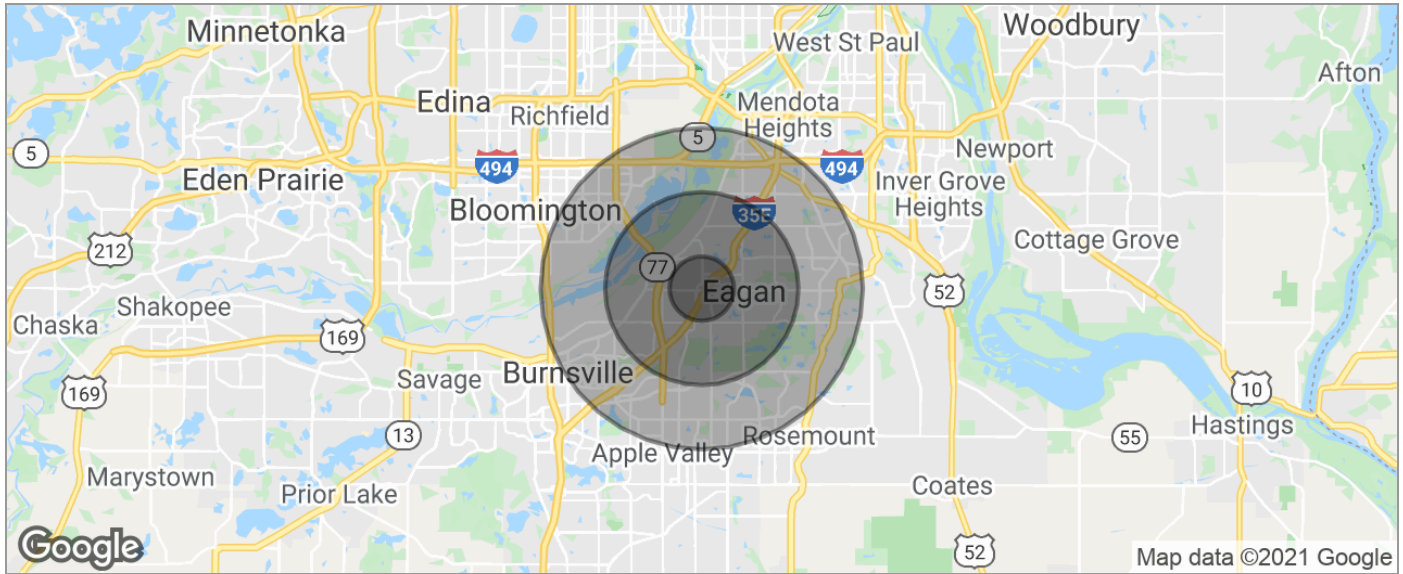 Minnetonka
Woodbury
West St Paul
Afton
Edina
Richfield
Mendota
Heights
5
5
Newport
494
494
Eden Prairie
Inver Grove
Heights
Bloomington
35E
212
Cottage Grove
77
Eagan
52
Shakopee
Chaska
169
Burnsville
Savage
169
10
Hastings
13
Rosemount
55
Apple Valley
Marystown
Prior Lake
Coates
52
Google
Map data ©2021 Google